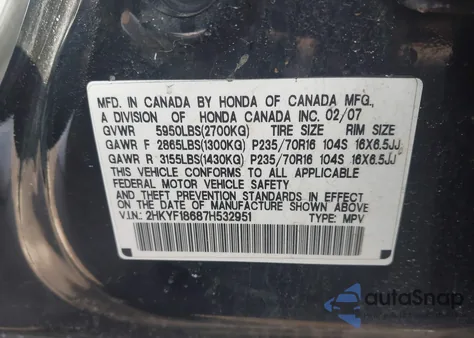 MFD. IN CANADA BY HONDA OF CANADA MFG.,
A DIVISION OF HONDA CANADA INC. 02/07
GVWR 5950LBS(2700KG) TIRE SIZE RIM SIZE
GAWR F 2865LBS(1300KG) P235/70R16 104S 16X6.5JJ
GAWR R 3155LBS(1430KG) P235/70R16 104S 16X6.5JJ
THIS VEHICLE CONFORMS TO ALL APPLICABLE
FEDERAL MOTOR VEHICLE SAFETY
AND THEFT PREVENTION STANDARDS IN EFFECT
ON THE DATE OF MANUFACTURE SHOWN ABOVE.
V.I.N.: 2HKYF18687H532951 TYPE: MPV
autoSnap